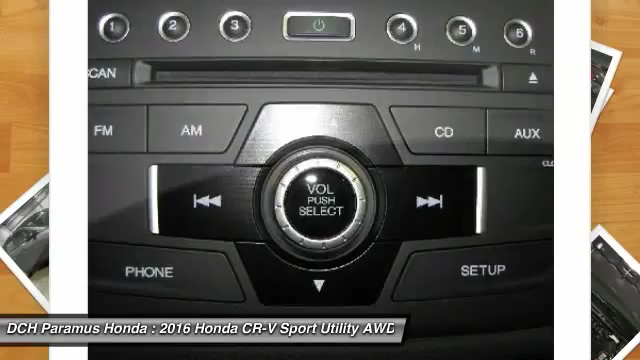 1 2 3 4 5 6
H M R
SCAN
FM AM CD AUX
VOL
PUSH
SELECT
PHONE SETUP
DCH Paramus Honda : 2016 Honda CR-V Sport Utility AWD